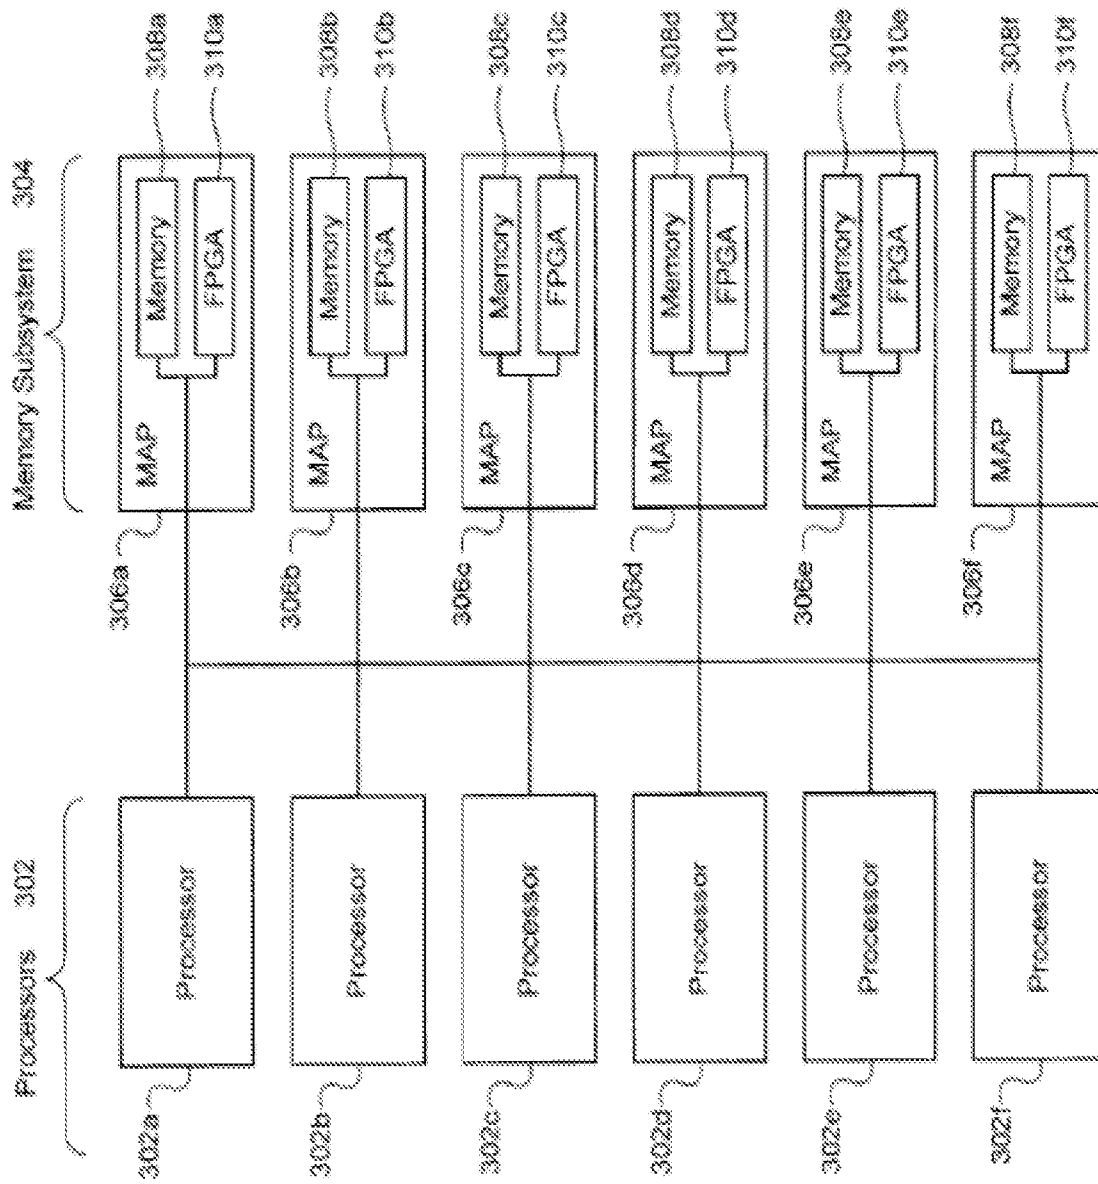 Processors 302
Memory Subsystem 304
302a
Processor
306a
MAP
Memory
308a
FPGA
310a
302b
Processor
306b
MAP
Memory
308b
FPGA
310b
302c
Processor
306c
MAP
Memory
308c
FPGA
310c
302d
Processor
306d
MAP
Memory
308d
FPGA
310d
302e
Processor
306e
MAP
Memory
308e
FPGA
310e
302f
Processor
306f
MAP
Memory
308f
FPGA
310f